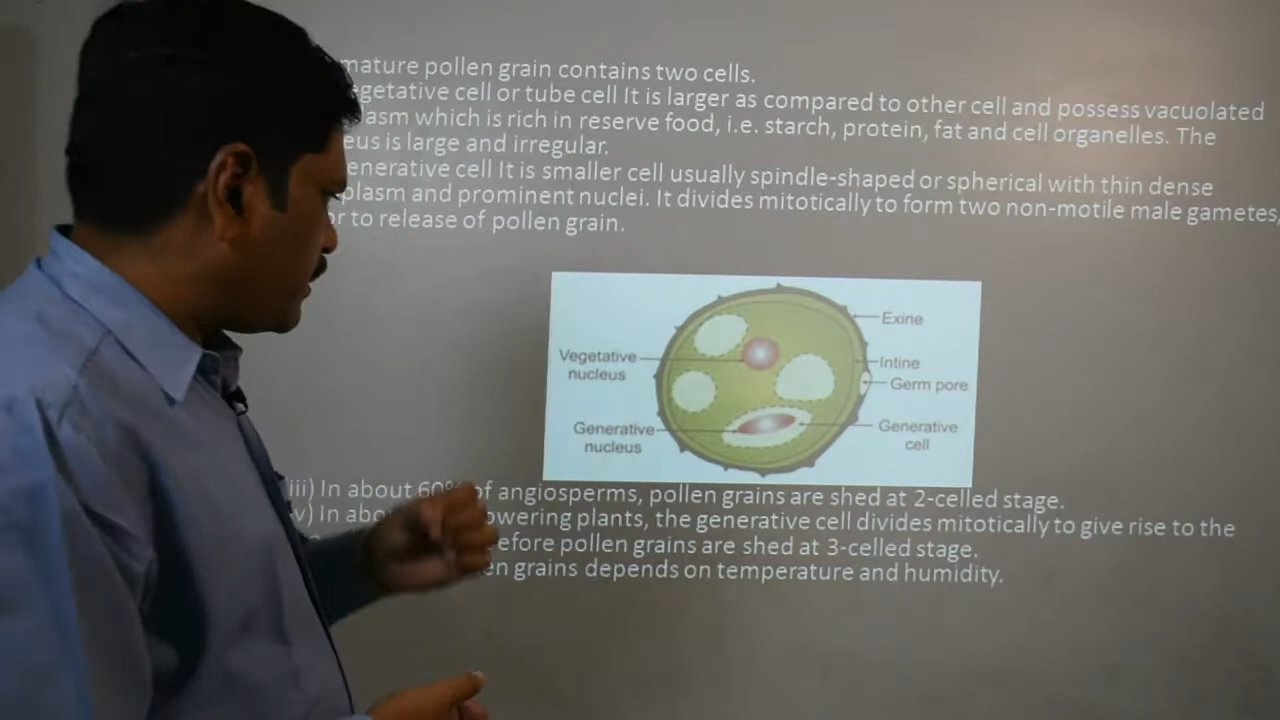 mature pollen grain contains two cells.
getative cell or tube cell It is larger as compared to other cell and possess vacuolated
lasm which is rich in reserve food, i.e. starch, protein, fat and cell organelles. The
eus is large and irregular.
enerative cell It is smaller cell usually spindle-shaped or spherical with thin dense
plasm and prominent nuclei. It divides mitotically to form two non-motile male gametes,
r to release of pollen grain.
Exine
Vegetative
nucleus
Intine
Germ pore
Generative
nucleus
Generative
cell
iii) In about 60% of angiosperms, pollen grains are shed at 2-celled stage.
v) In abo owering plants, the generative cell divides mitotically to give rise to the
efore pollen grains are shed at 3-celled stage.
en grains depends on temperature and humidity.